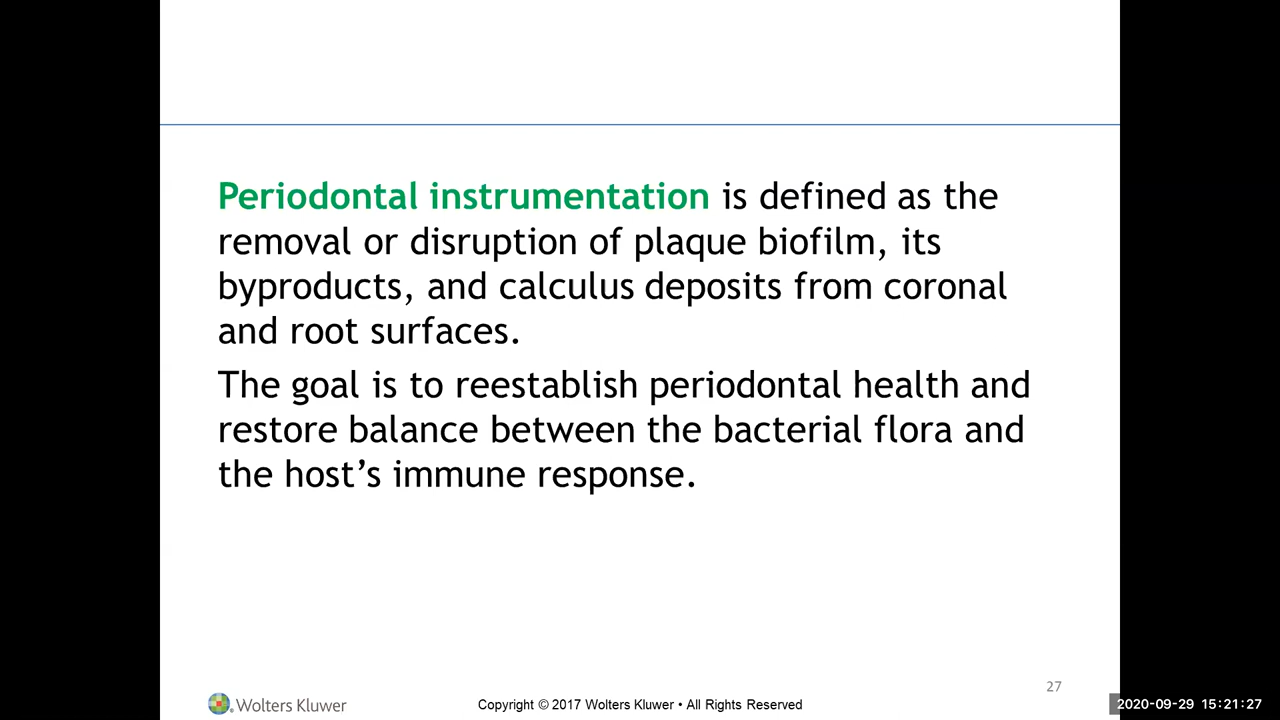 Periodontal instrumentation is defined as the
removal or disruption of plaque biofilm, its
byproducts, and calculus deposits from coronal
and root surfaces.
The goal is to reestablish periodontal health and
restore balance between the bacterial flora and
the host’s immune response.
27
Wolters Kluwer
Copyright © 2017 Wolters Kluwer • All Rights Reserved
2020-09-29 15:21:27